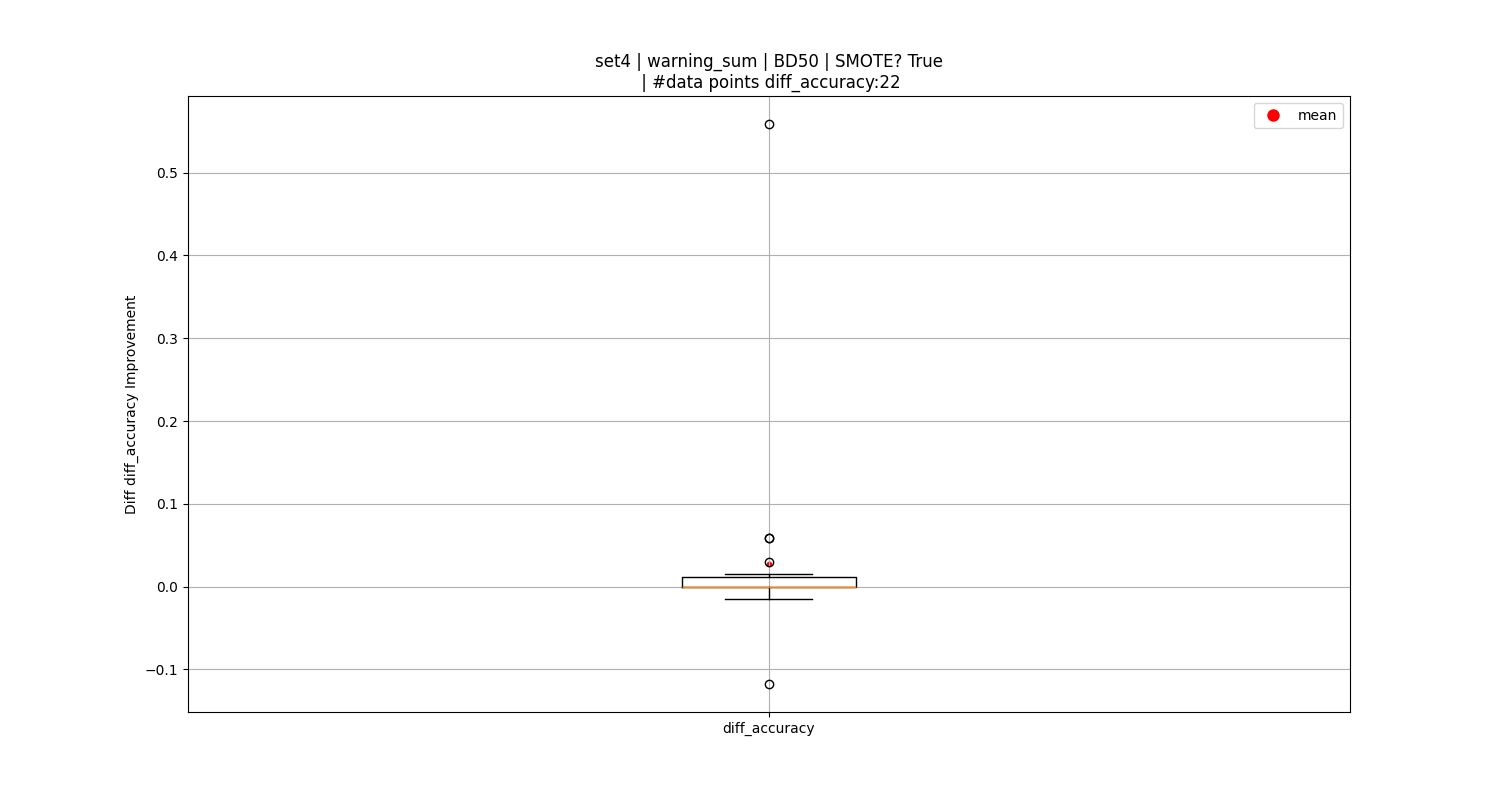 set4 | warning_sum | BD50 | SMOTE? True
| #data points diff_accuracy:22
mean
0.5
0.4
0.3
0.2
0.1
0.0
−0.1
Diff diff_accuracy Improvement
diff_accuracy